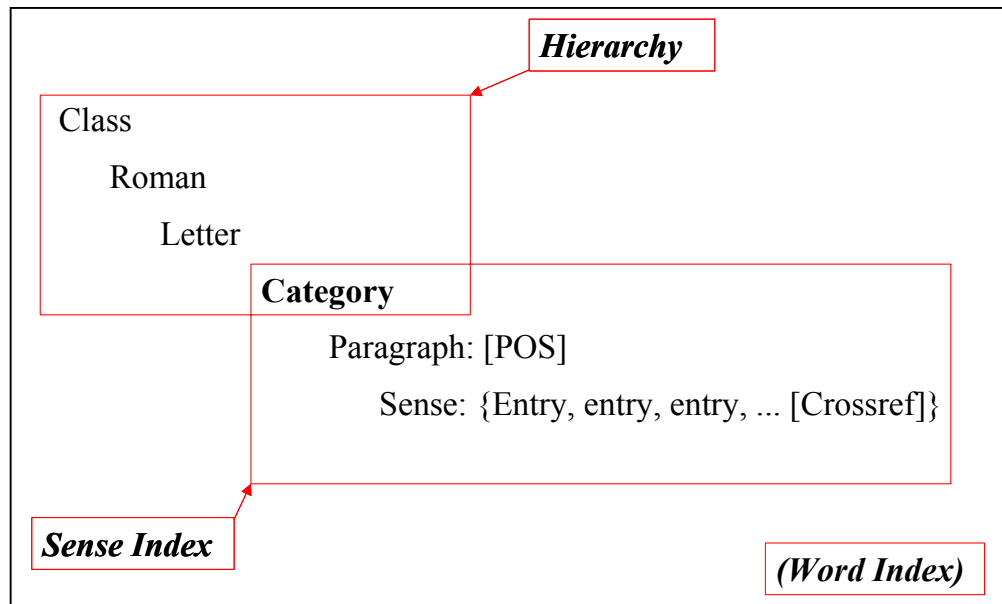 Hierarchy
Class
Roman
Letter
Category
Paragraph: [POS]
Sense: {Entry, entry, entry, ... [Crossref]}
Sense Index
(Word Index)